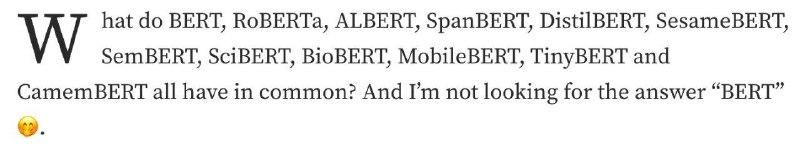 What do BERT, RoBERTa, ALBERT, SpanBERT, DistilBERT, SesameBERT,
SemBERT, SciBERT, BioBERT, MobileBERT, TinyBERT and
CamemBERT all have in common? And I’m not looking for the answer “BERT”
🤭.